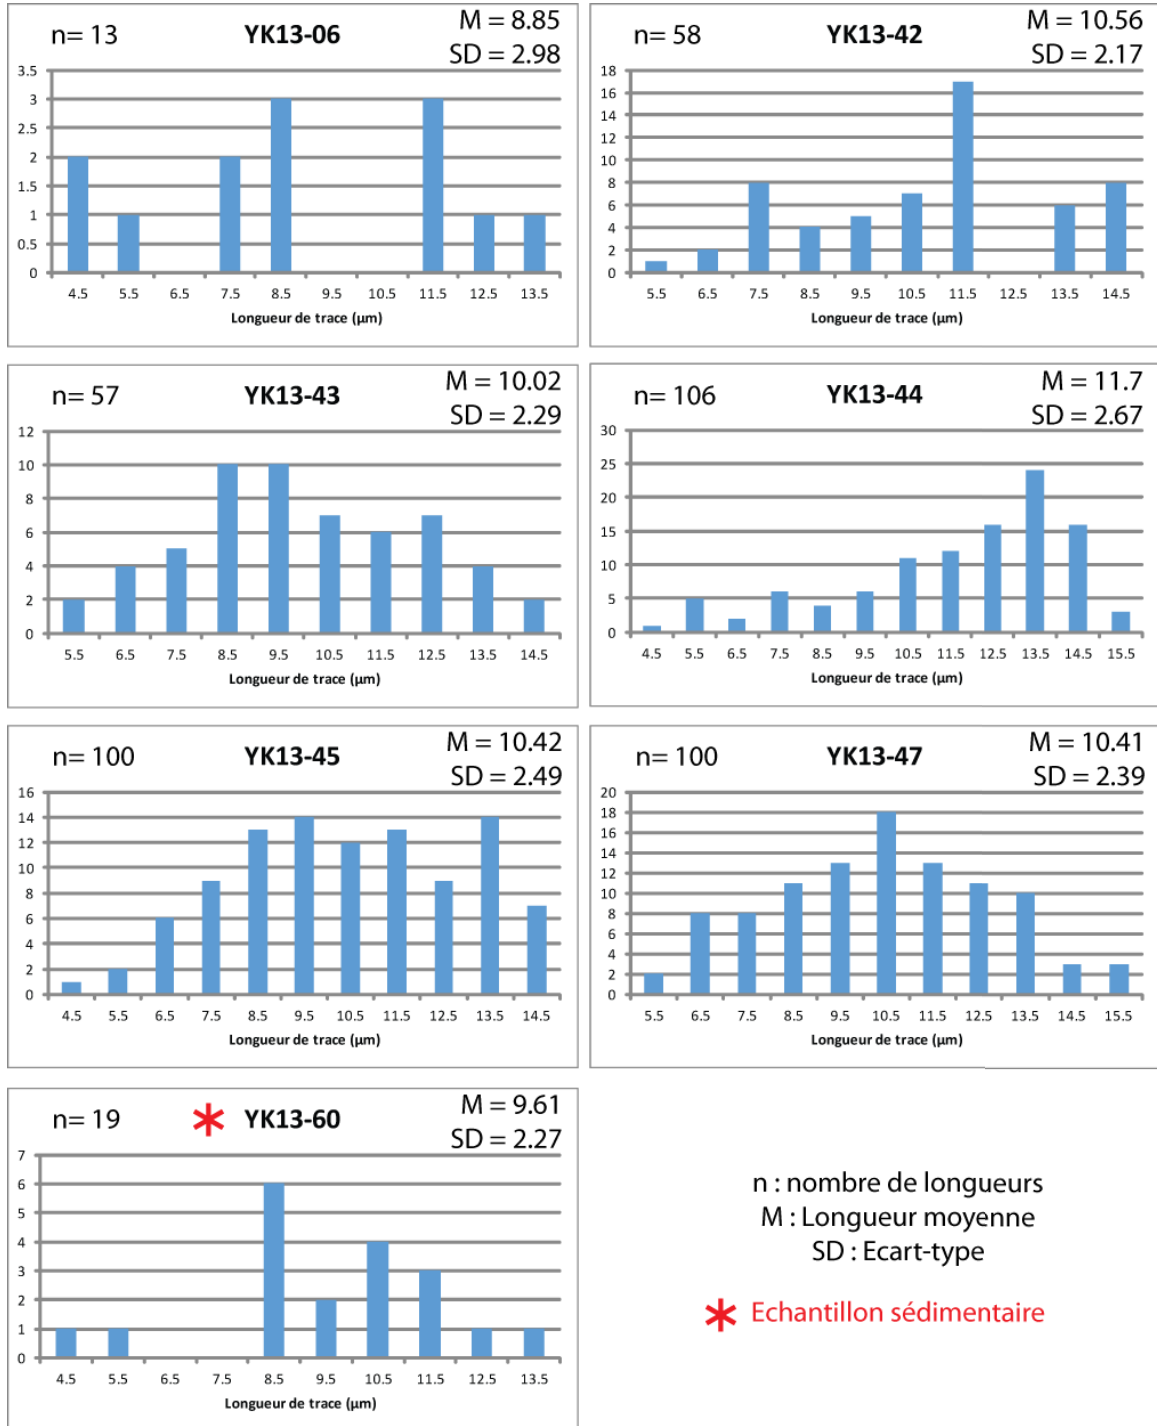 n= 13 YK13-06 M = 8.85
SD = 2.98
3.5
3
2.5
2
1.5
1
0.5
0
4.5 5.5 6.5 7.5 8.5 9.5 10.5 11.5 12.5 13.5
Longueur de trace (µm)
n= 58 YK13-42 M = 10.56
SD = 2.17
18
16
14
12
10
8
6
4
2
0
5.5 6.5 7.5 8.5 9.5 10.5 11.5 12.5 13.5 14.5
Longueur de trace (µm)
n= 57 YK13-43 M = 10.02
SD = 2.29
12
10
8
6
4
2
0
5.5 6.5 7.5 8.5 9.5 10.5 11.5 12.5 13.5 14.5
Longueur de trace (µm)
n= 106 YK13-44 M = 11.7
SD = 2.67
30
25
20
15
10
5
0
4.5 5.5 6.5 7.5 8.5 9.5 10.5 11.5 12.5 13.5 14.5 15.5
Longueur de trace (µm)
n= 100 YK13-45 M = 10.42
SD = 2.49
16
14
12
10
8
6
4
2
0
4.5 5.5 6.5 7.5 8.5 9.5 10.5 11.5 12.5 13.5 14.5
Longueur de trace (µm)
n= 100 YK13-47 M = 10.41
SD = 2.39
20
18
16
14
12
10
8
6
4
2
0
5.5 6.5 7.5 8.5 9.5 10.5 11.5 12.5 13.5 14.5 15.5
Longueur de trace (µm)
n= 19 * YK13-60 M = 9.61
SD = 2.27
7
6
5
4
3
2
1
0
4.5 5.5 6.5 7.5 8.5 9.5 10.5 11.5 12.5 13.5
Longueur de trace (µm)
n : nombre de longueurs
M : Longueur moyenne
SD : Ecart-type
* Echantillon sédimentaire